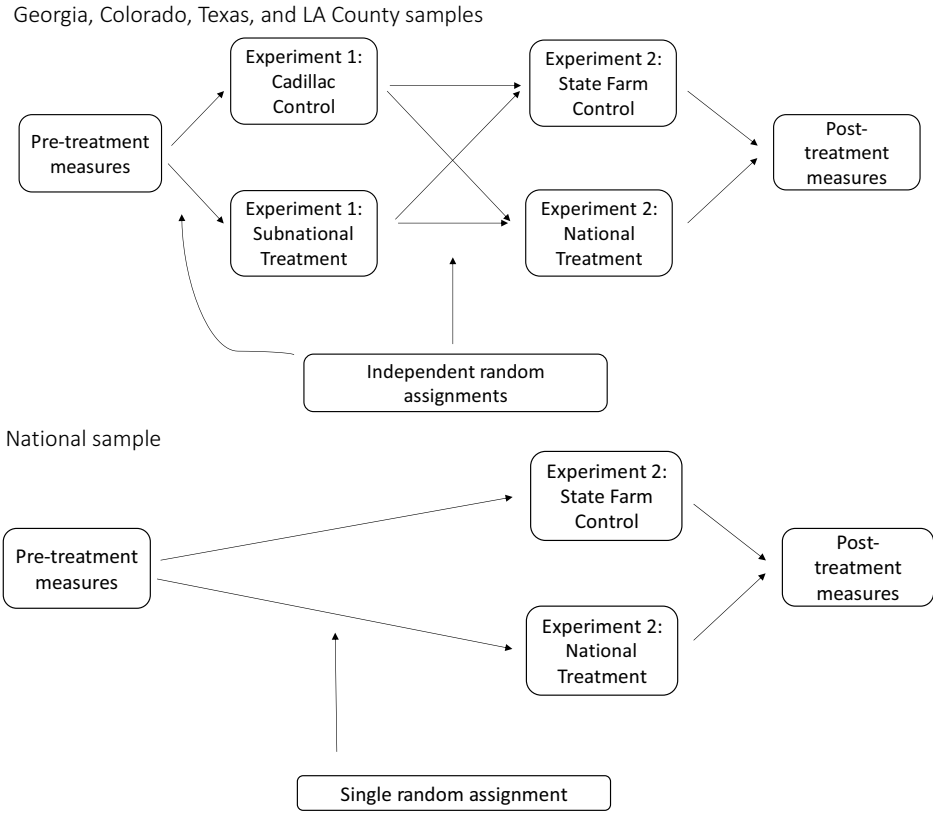 Georgia, Colorado, Texas, and LA County samples
Pre-treatment
measures
Experiment 1:
Cadillac
Control
Experiment 1:
Subnational
Treatment
Experiment 2:
State Farm
Control
Experiment 2:
National
Treatment
Post-
treatment
measures
Independent random
assignments
National sample
Pre-treatment
measures
Experiment 2:
State Farm
Control
Experiment 2:
National
Treatment
Post-
treatment
measures
Single random assignment